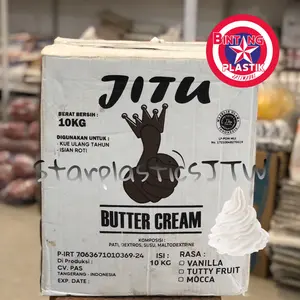 BINTANG
PLASTIK
JITU
BERAT BERSIH :
10KG
DIGUNAKAN UNTUK :
- KUE ULANG TAHUN
- ISIAN ROTI
StarplasticsJTW
BUTTER CREAM
KOMPOSISI :
PATI, DEXTROS, SUSU, MALTODEXTRINE
P-IRT 7063671010369-24
Di Produksi :
CV. PAS
TANGERANG - INDONESIA
EXP. DATE :
ISI :
10 KG
RASA :
VANILLA
TUTTY FRUIT
MOCCA